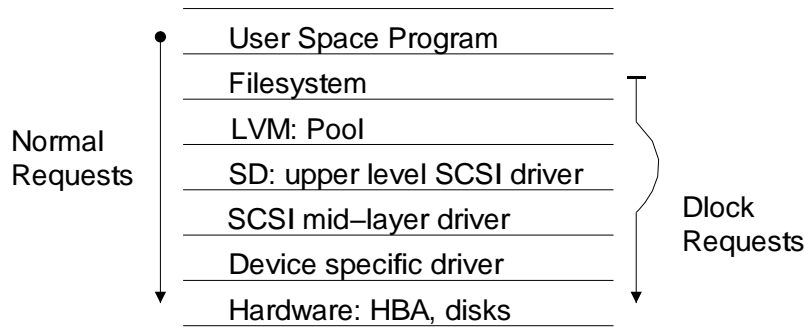 User Space Program
Filesystem
LVM: Pool
SD: upper level SCSI driver
SCSI mid–layer driver
Device specific driver
Hardware: HBA, disks
Normal
Requests
Dlock
Requests